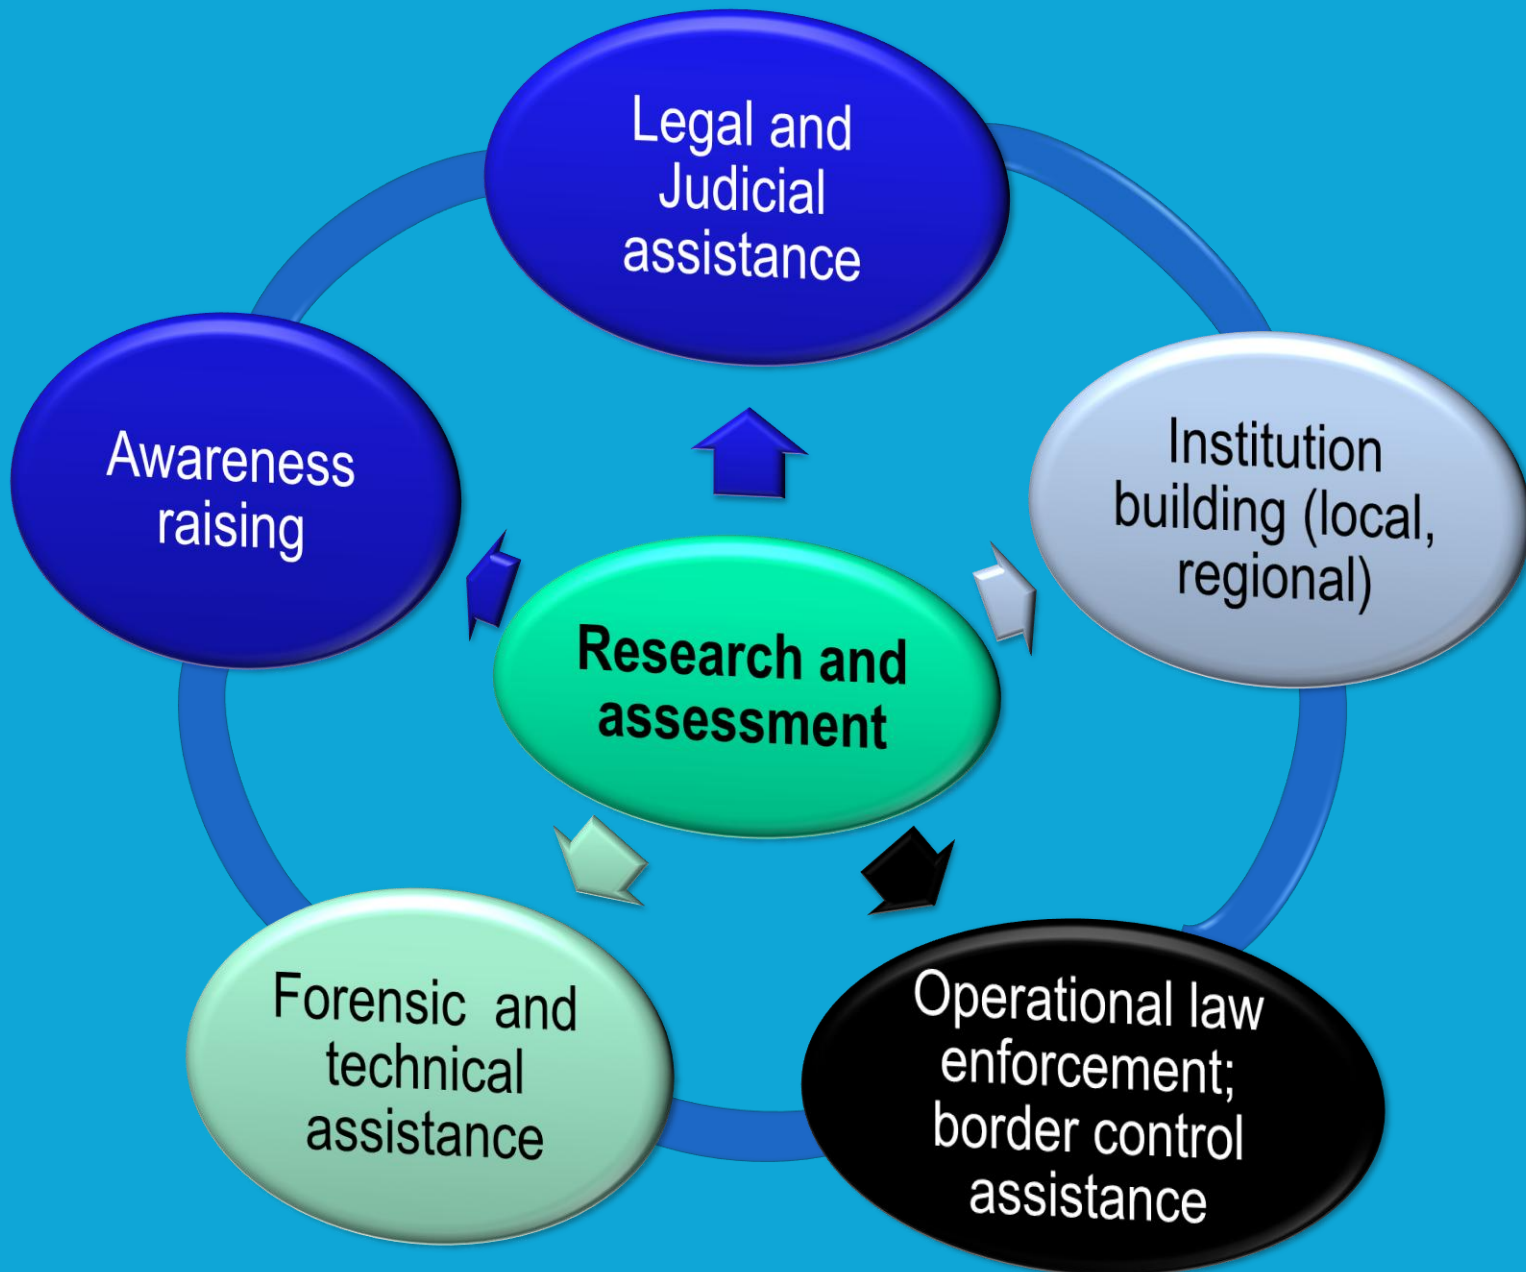 Legal and
Judicial
assistance
Institution
building (local,
regional)
Operational law
enforcement;
border control
assistance
Forensic and
technical
assistance
Awareness
raising
Research and
assessment